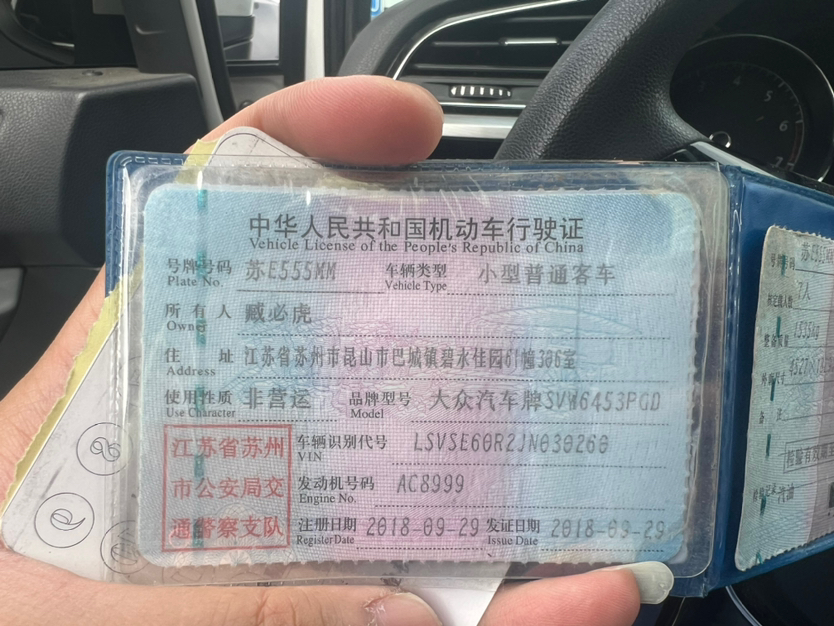 中华人民共和国机动车行驶证
Vehicle License of the People's Republic of China
号牌号码 苏E555MM 车辆类型 小型普通客车
Plate No. Vehicle Type
所有人 臧必虎
Owner
住址 江苏省苏州市昆山市巴城镇碧水佳园61幢306室
Address
使用性质 非营运 品牌型号 大众汽车牌SVW6453PGD
Use Character Model
江苏省苏州
市公安局交
通警察支队
车辆识别代号 LSVSE60R2JN030260
VIN
发动机号码 AC8999
Engine No.
注册日期 2018-09-29 发证日期 2018-09-29
Register Date Issue Date